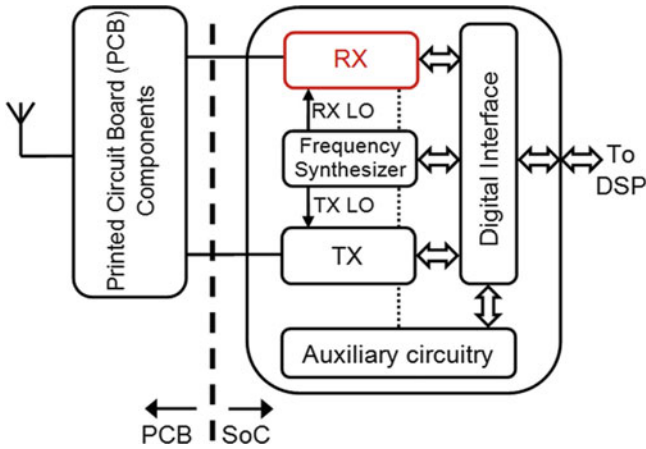 Printed Circuit Board (PCB)
Components
RX
RX LO
Frequency
Synthesizer
TX LO
TX
Auxiliary circuitry
Digital Interface
To
DSP
PCB
SoC